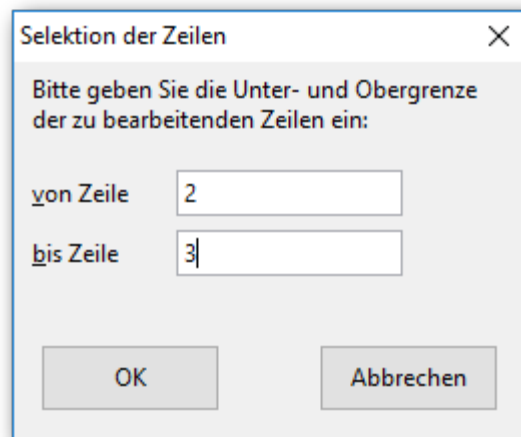 Selektion der Zeilen
Bitte geben Sie die Unter- und Obergrenze
der zu bearbeitenden Zeilen ein:
von Zeile 2
bis Zeile 3
OK Abbrechen